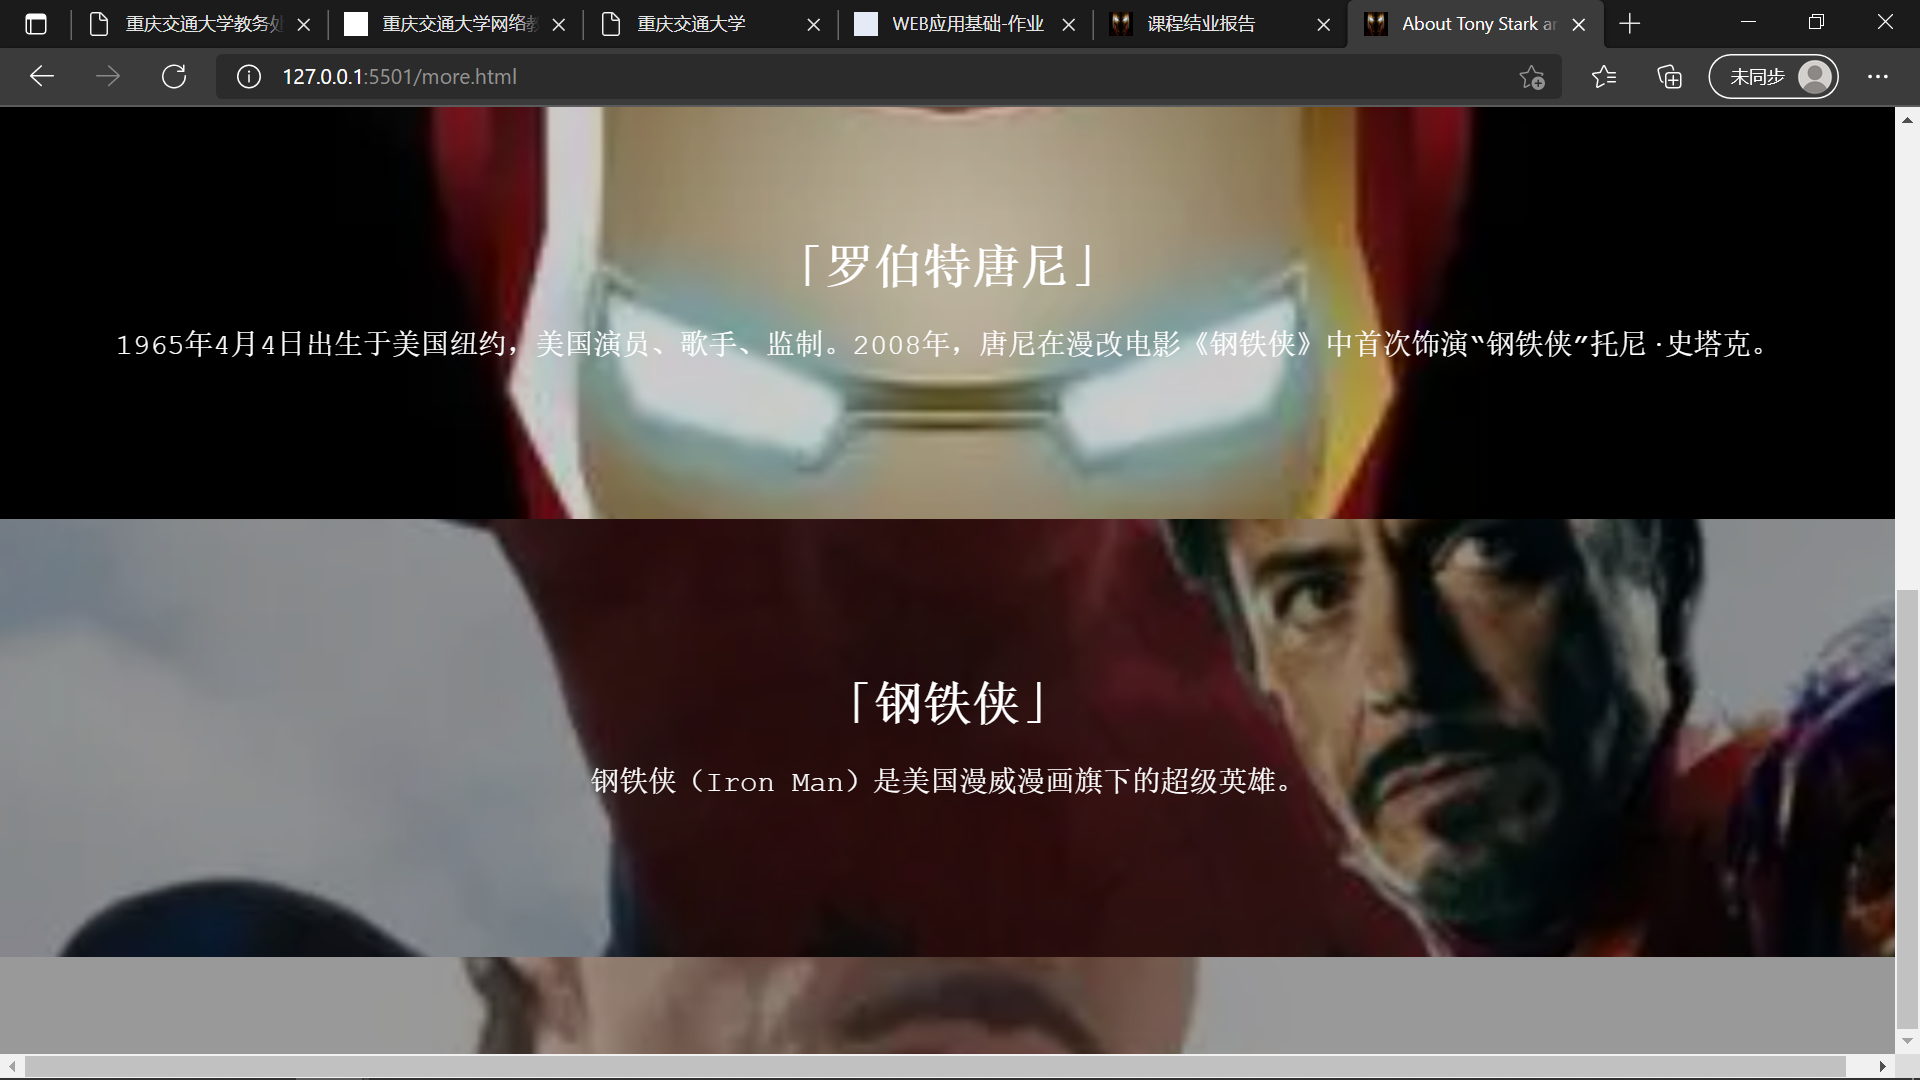 重庆交通大学教务处
重庆交通大学网络教
重庆交通大学
WEB应用基础-作业
课程结业报告
About Tony Stark ar
127.0.0.1:5501/more.html
未同步
「罗伯特唐尼」
1965年4月4日出生于美国纽约，美国演员、歌手、监制。2008年，唐尼在漫改电影《钢铁侠》中首次饰演“钢铁侠”托尼·史塔克。
「钢铁侠」
钢铁侠（Iron Man）是美国漫威漫画旗下的超级英雄。